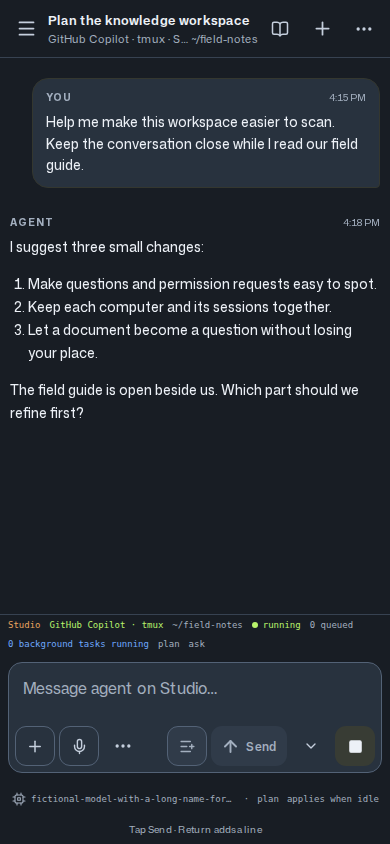 Plan the knowledge workspace
GitHub Copilot · tmux · S... ~/field-notes
YOU 4:15 PM
Help me make this workspace easier to scan.
Keep the conversation close while I read our field
guide.
AGENT 4:18 PM
I suggest three small changes:
1. Make questions and permission requests easy to spot.
2. Keep each computer and its sessions together.
3. Let a document become a question without losing
your place.
The field guide is open beside us. Which part should we
refine first?
Studio GitHub Copilot · tmux ~/field-notes ● running 0 queued
0 background tasks running plan ask
Message agent on Studio...
Send
fictional-model-with-a-long-name-for… · plan applies when idle
Tap Send · Return adds a line